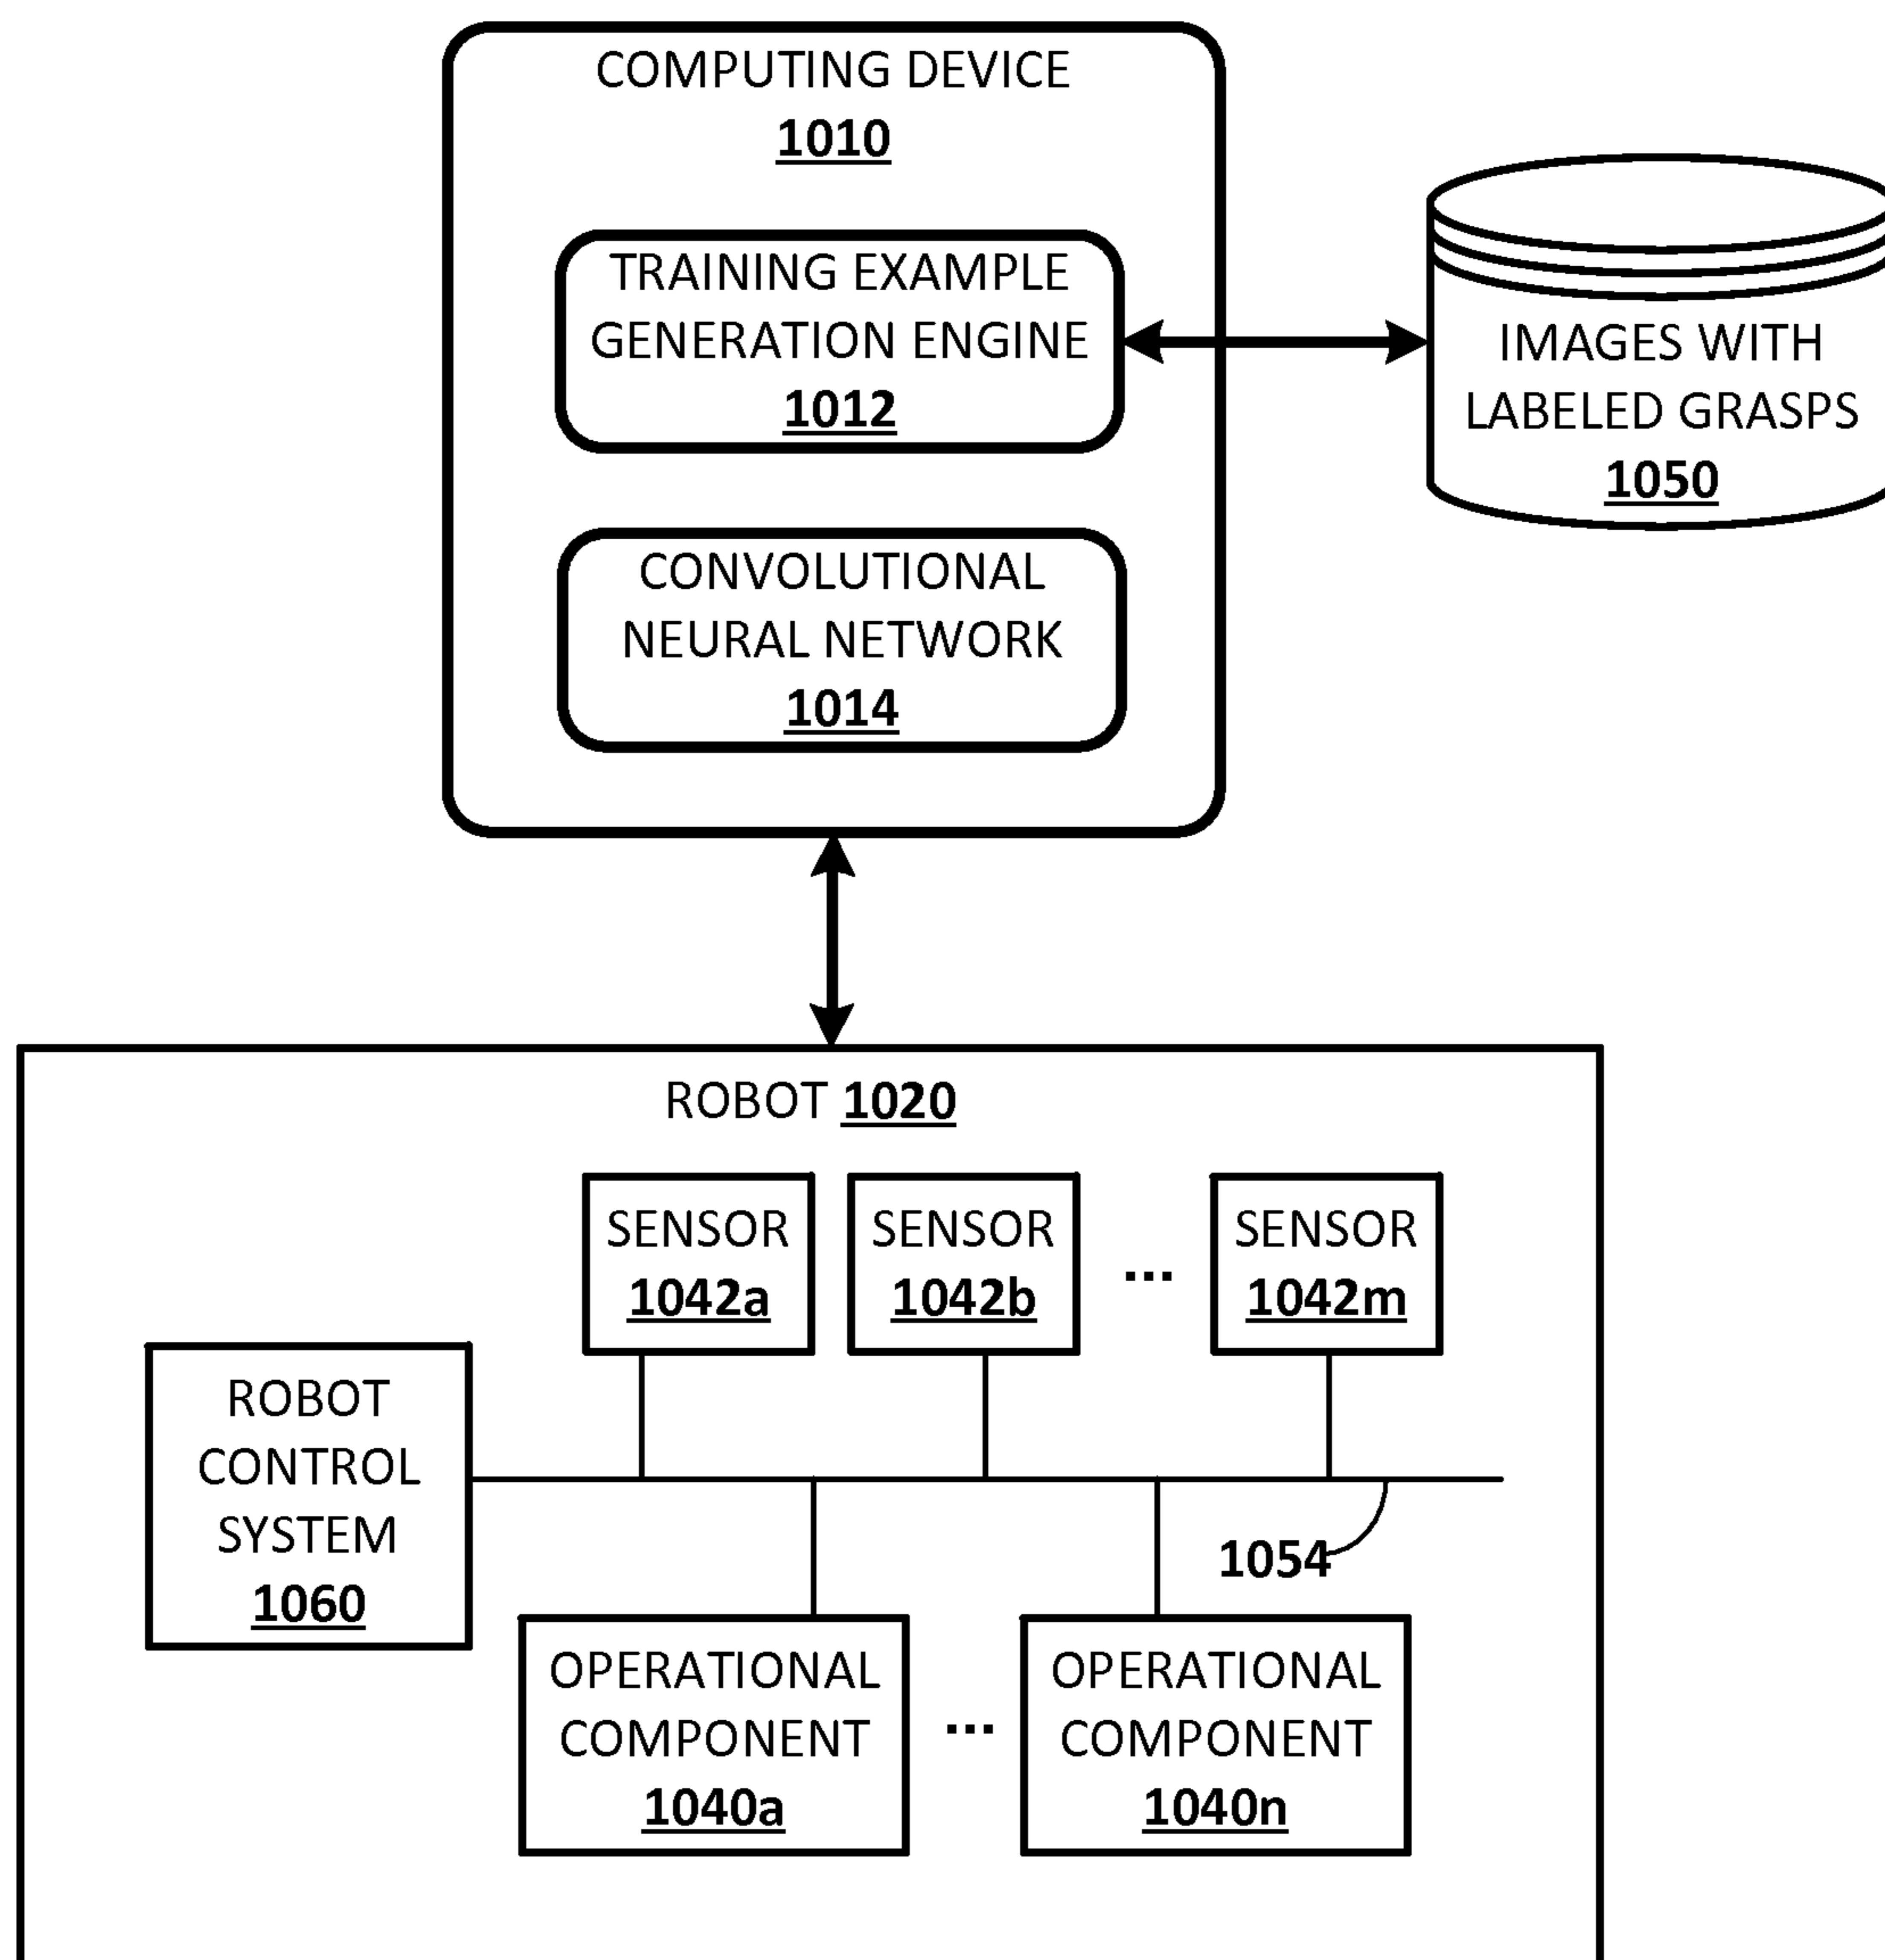 COMPUTING DEVICE
1010
TRAINING EXAMPLE
GENERATION ENGINE
1012
CONVOLUTIONAL
NEURAL NETWORK
1014
IMAGES WITH
LABELED GRASPS
1050
ROBOT 1020
SENSOR
1042a
SENSOR
1042b
...
SENSOR
1042m
ROBOT
CONTROL
SYSTEM
1060
1054
OPERATIONAL
COMPONENT
1040a
...
OPERATIONAL
COMPONENT
1040n